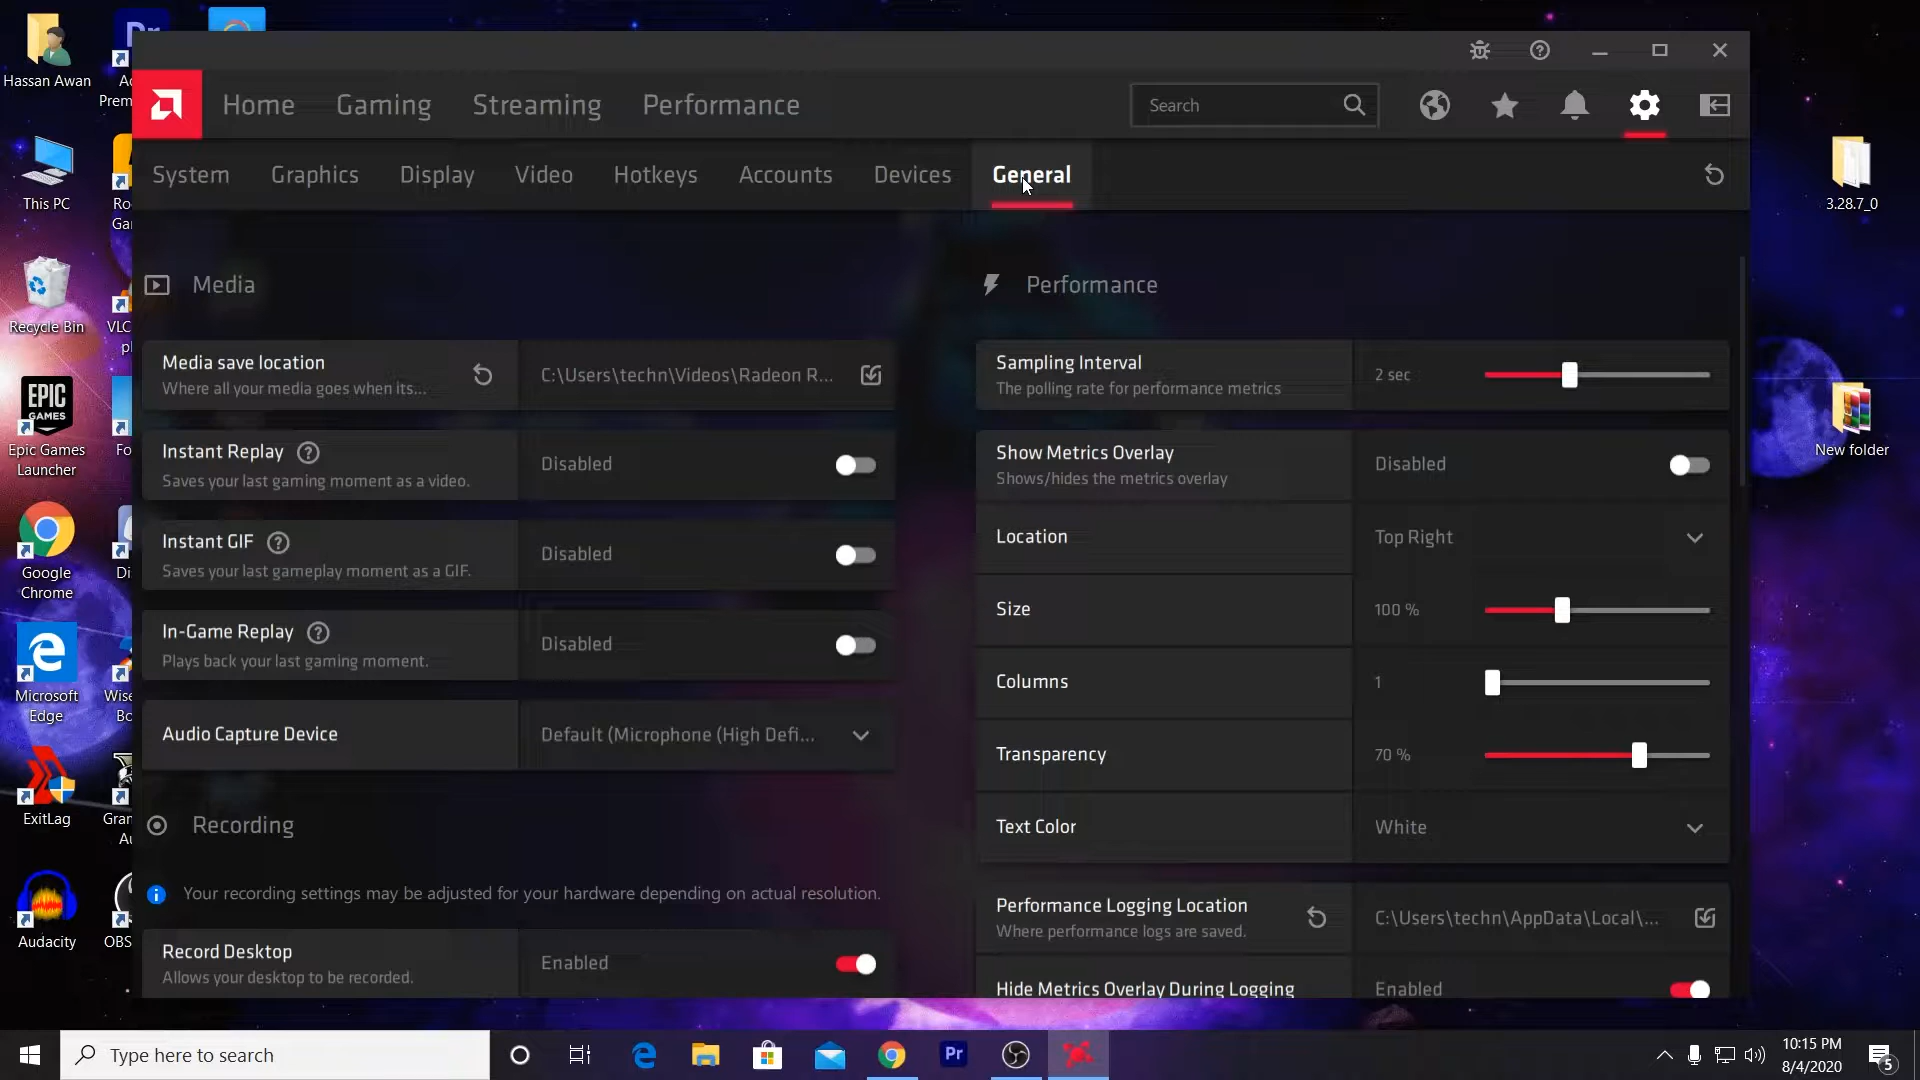 Hassan Awan
Prem
This PC
Recycle Bin
VLC
EPIC
GAMES
Epic Games
Launcher
Google
Chrome
Microsoft
Edge
Wise
ExitLag
Audacity
OBS
3.28.7_0
New folder
Home
Gaming
Streaming
Performance
Search
System
Graphics
Display
Video
Hotkeys
Accounts
Devices
General
Media
Media save location
Where all your media goes when its...
C:\Users\techn\Videos\Radeon R...
Instant Replay
Saves your last gaming moment as a video.
Disabled
Instant GIF
Saves your last gameplay moment as a GIF.
Disabled
In-Game Replay
Plays back your last gaming moment.
Disabled
Audio Capture Device
Default (Microphone (High Defi...
Recording
Your recording settings may be adjusted for your hardware depending on actual resolution.
Record Desktop
Allows your desktop to be recorded.
Enabled
Performance
Sampling Interval
The polling rate for performance metrics
2 sec
Show Metrics Overlay
Shows/hides the metrics overlay
Disabled
Location
Top Right
Size
100 %
Columns
1
Transparency
70 %
Text Color
White
Performance Logging Location
Where performance logs are saved.
C:\Users\techn\AppData\Local\...
Hide Metrics Overlay During Logging
Enabled
Type here to search
Pr
10:15 PM
8/4/2020
5